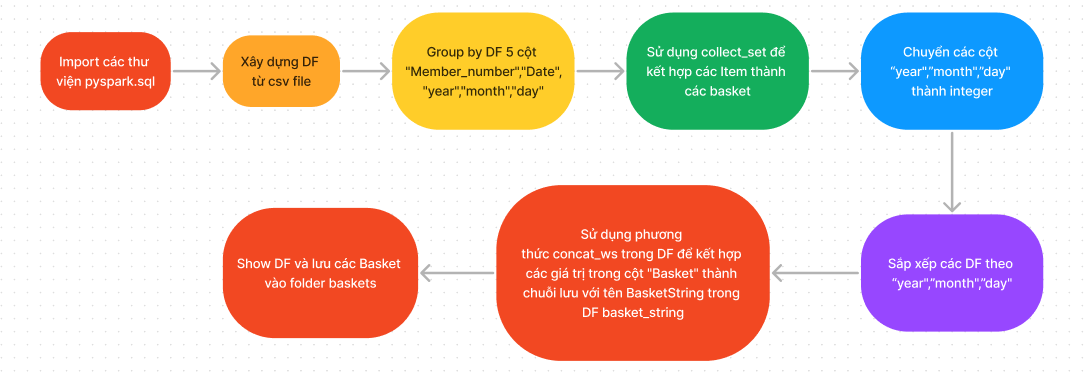 Import các thư
viện pyspark.sql
Xây dựng DF
từ csv file
Group by DF 5 cột
"Member_number","Date",
"year","month","day"
Sử dụng collect_set để
kết hợp các Item thành
các basket
Chuyển các cột
“year",”month",”day"
thành integer
Sắp xếp các DF theo
“year",”month",”day"
Sử dụng phương
thức concat_ws trong DF để kết hợp
các giá trị trong cột "Basket" thành
chuỗi lưu với tên BasketString trong
DF basket_string
Show DF và lưu các Basket
vào folder baskets